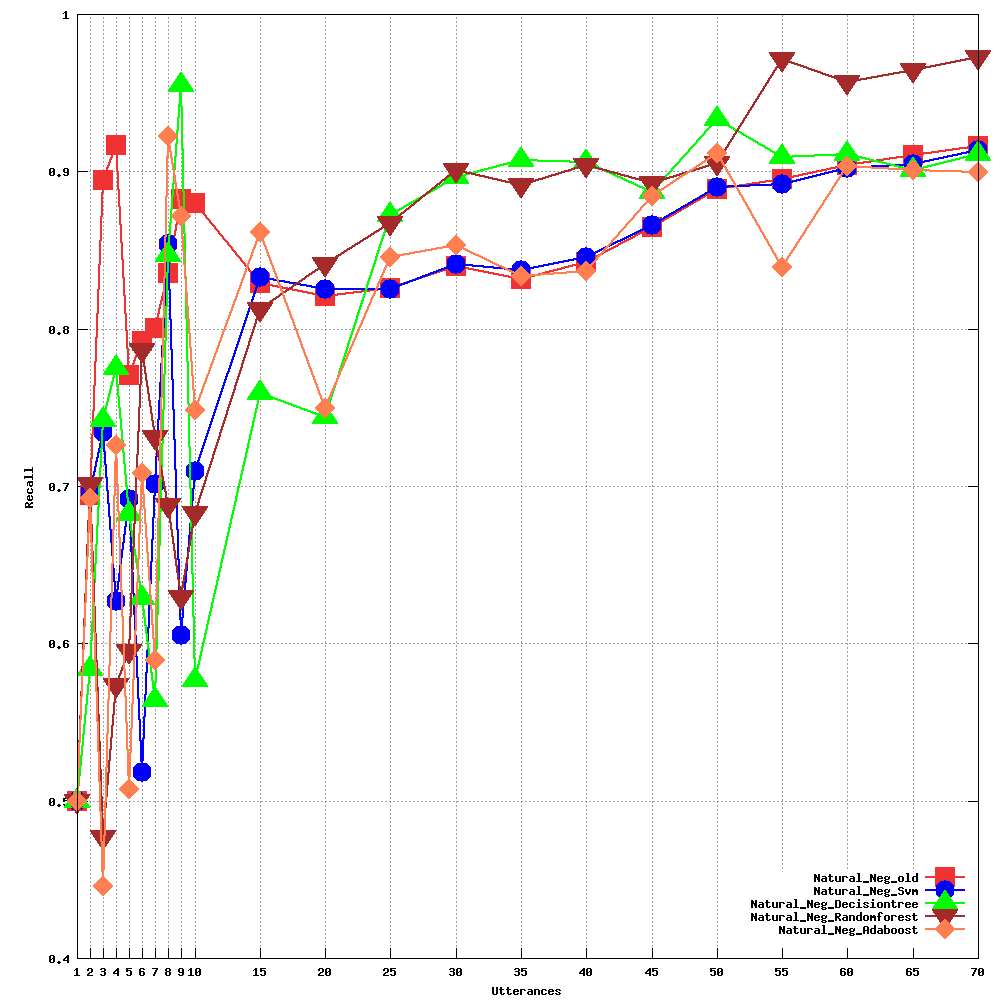 1
0.9
0.8
0.7
0.6
0.5
0.4
Recall
1 2 3 4 5 6 7 8 9 10 15 20 25 30 35 40 45 50 55 60 65 70
Utterances
Natural_Neg_old
Natural_Neg_Svm
Natural_Neg_Decisiontree
Natural_Neg_Randomforest
Natural_Neg_Adaboost